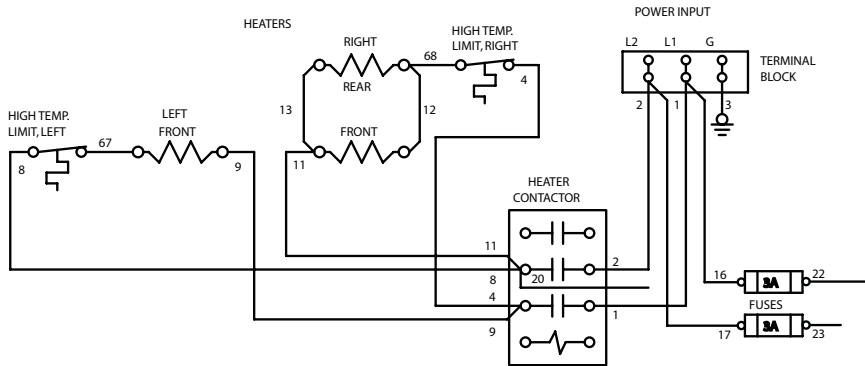 POWER INPUT
HEATERS
RIGHT
HIGH TEMP.
LIMIT, RIGHT
68
L2 L1 G
REAR
4
TERMINAL
BLOCK
13
12
2 1 3
HIGH TEMP.
LIMIT, LEFT
67
LEFT
FRONT
FRONT
8
9
11
HEATER
CONTACTOR
11
2
8
20
16
3A
22
4
FUSES
1
9
17
3A
23